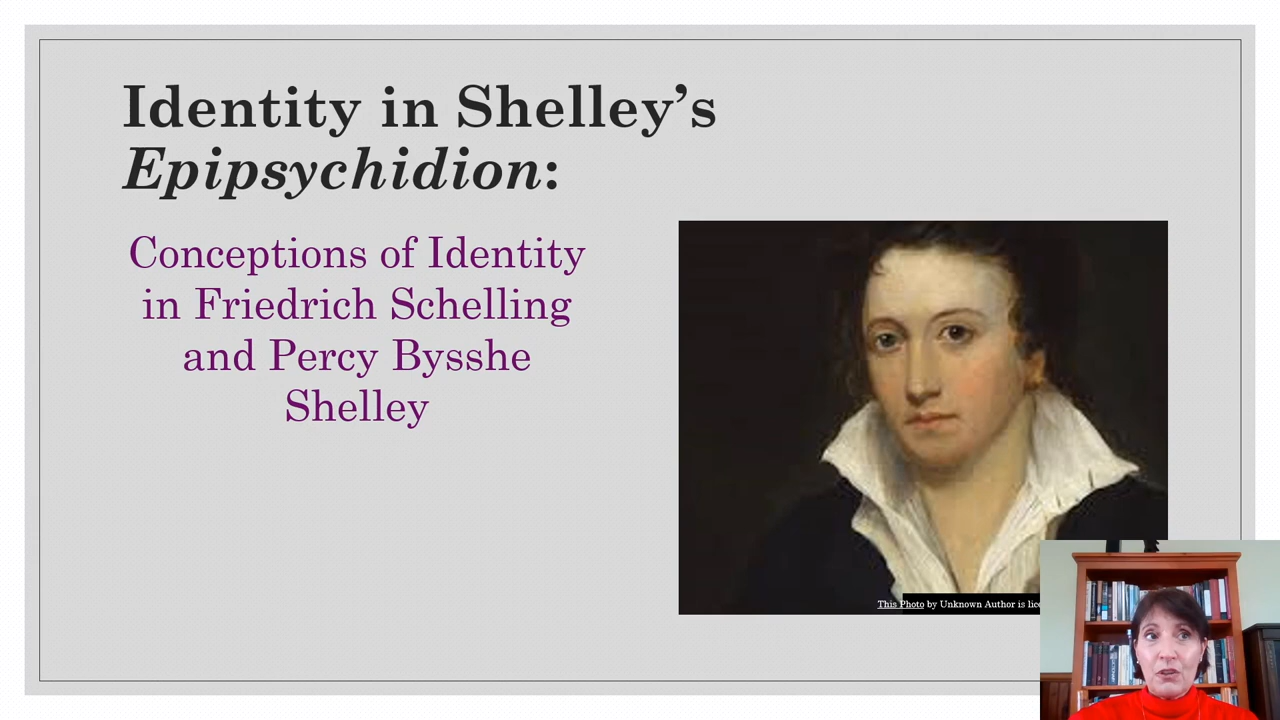 Identity in Shelley’s
Epipsychidion:
Conceptions of Identity
in Friedrich Schelling
and Percy Bysshe
Shelley
This Photo by Unknown Author is